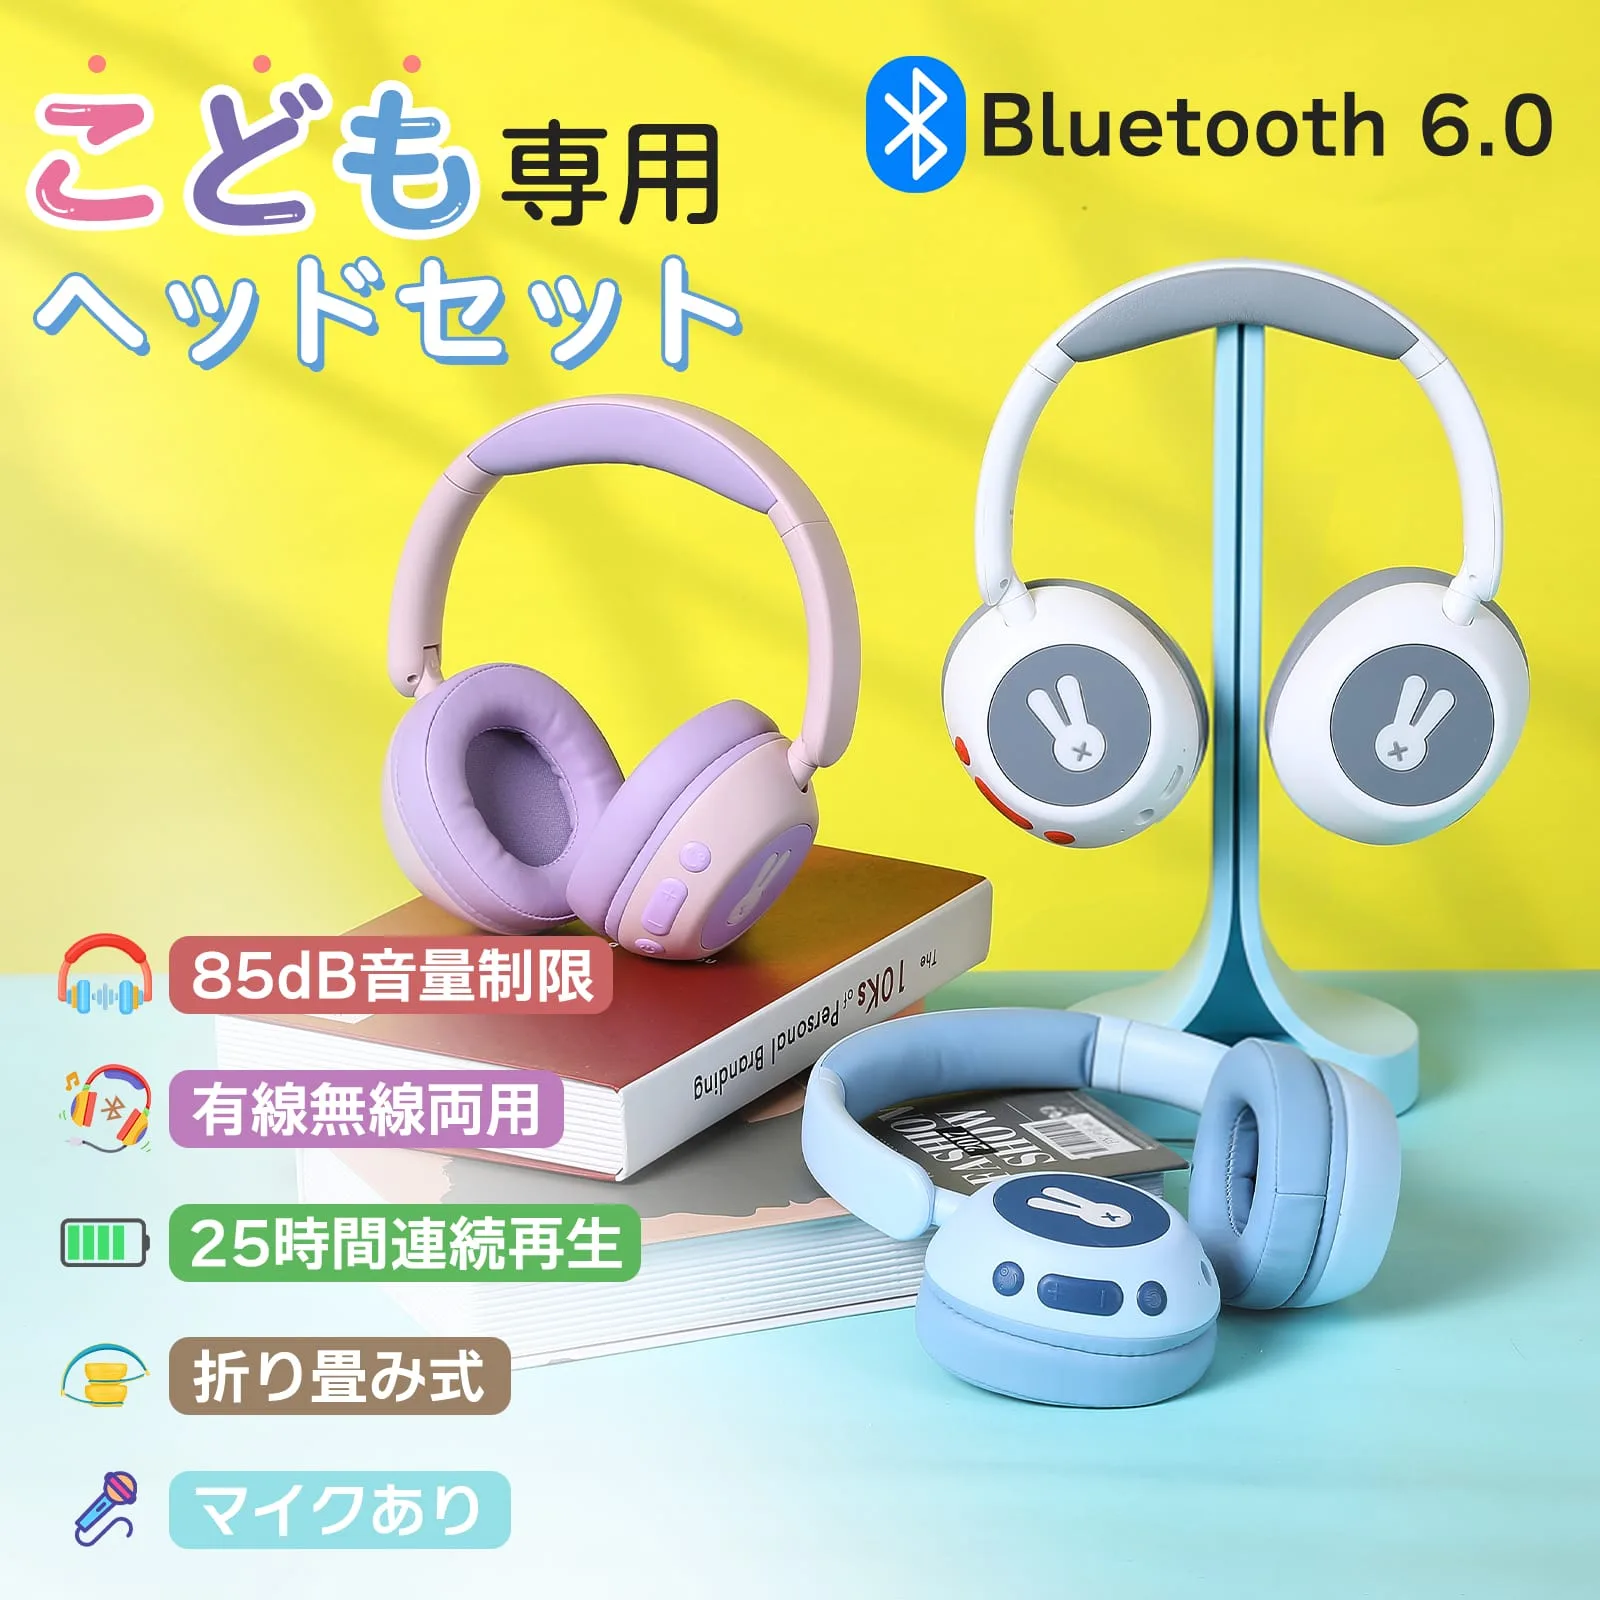 こども専用
ヘッドセット
Bluetooth 6.0
85dB音量制限
有線無線両用
25時間連続再生
折り畳み式
マイクあり
The 10Ks of Personal Branding
FASHION
SHOW
2017